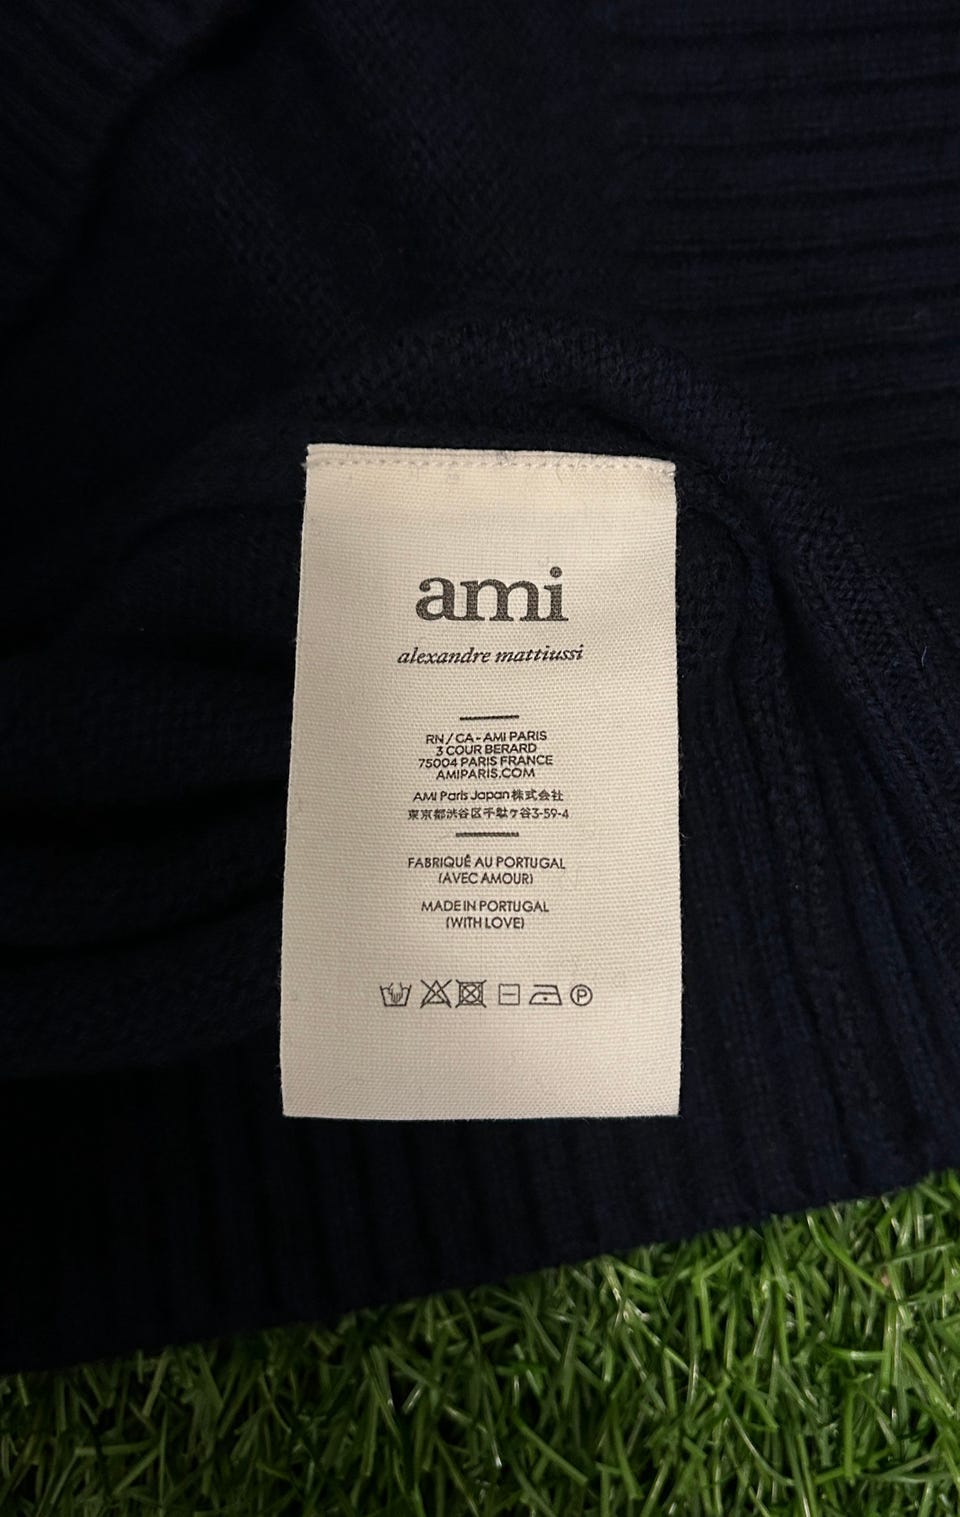 ami
alexandre mattiussi
RN / CA - AMI PARIS
3 COUR BERARD
75004 PARIS FRANCE
AMIPARIS.COM
AMI Paris Japan 株式会社
東京都渋谷区千駄ヶ谷3-59-4
FABRIQUÉ AU PORTUGAL
(AVEC AMOUR)
MADE IN PORTUGAL
(WITH LOVE)
P